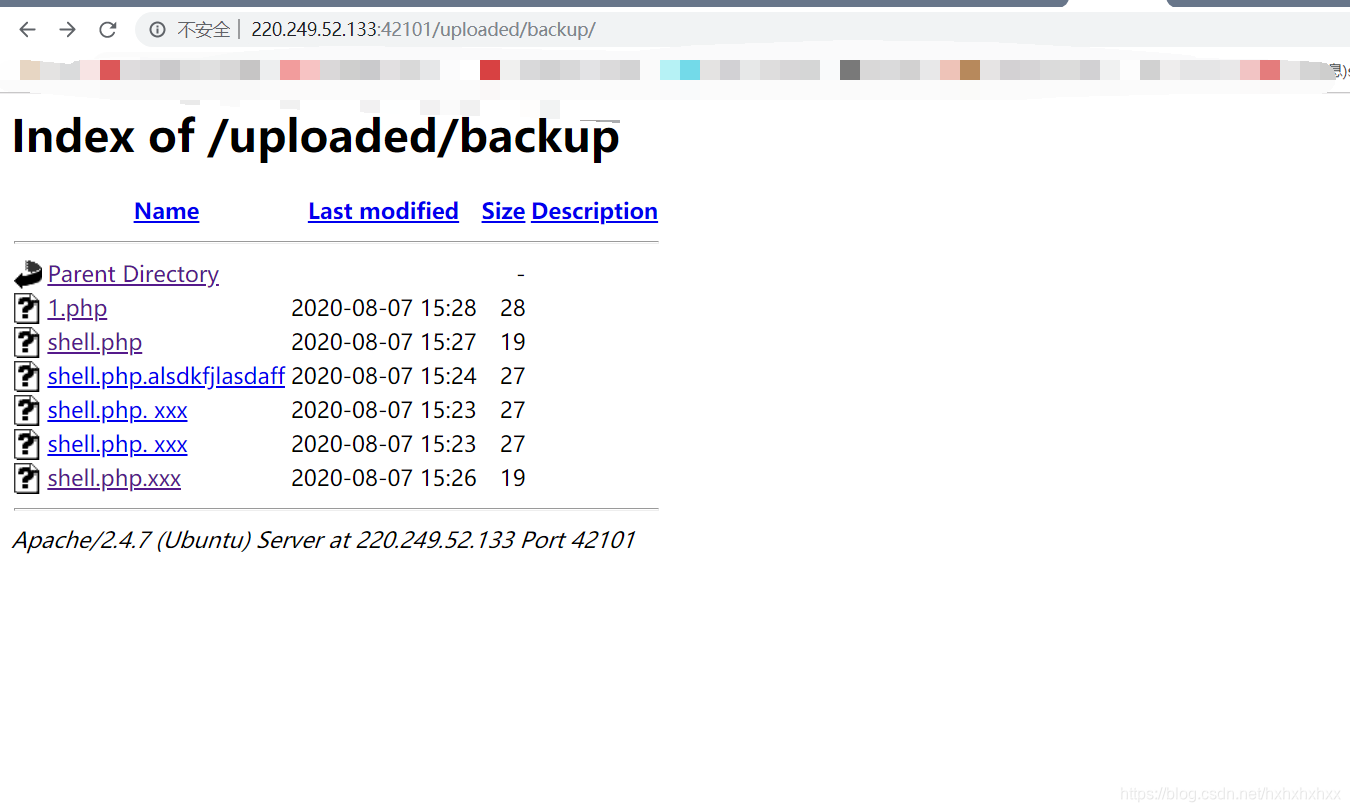 不安全 | 220.249.52.133:42101/uploaded/backup/
息)s
Index of /uploaded/backup
Name Last modified Size Description
Parent Directory -
1.php 2020-08-07 15:28 28
shell.php 2020-08-07 15:27 19
shell.php.alsdkfjlasdaff 2020-08-07 15:24 27
shell.php. xxx 2020-08-07 15:23 27
shell.php. xxx 2020-08-07 15:23 27
shell.php.xxx 2020-08-07 15:26 19
Apache/2.4.7 (Ubuntu) Server at 220.249.52.133 Port 42101
https://blog.csdn.net/hxhxhxhxx